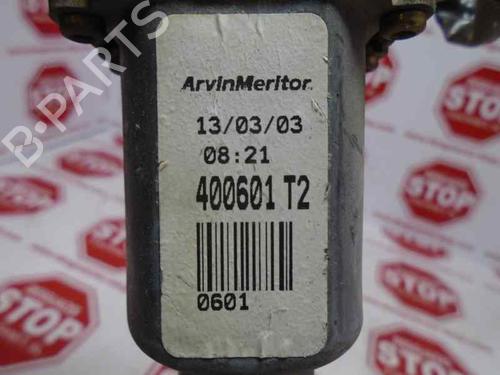 ArvinMeritor
13/03/03
08:21
400601 T2
0601
B-PARTS
STOP
STOP
STOP
STOP
STOP